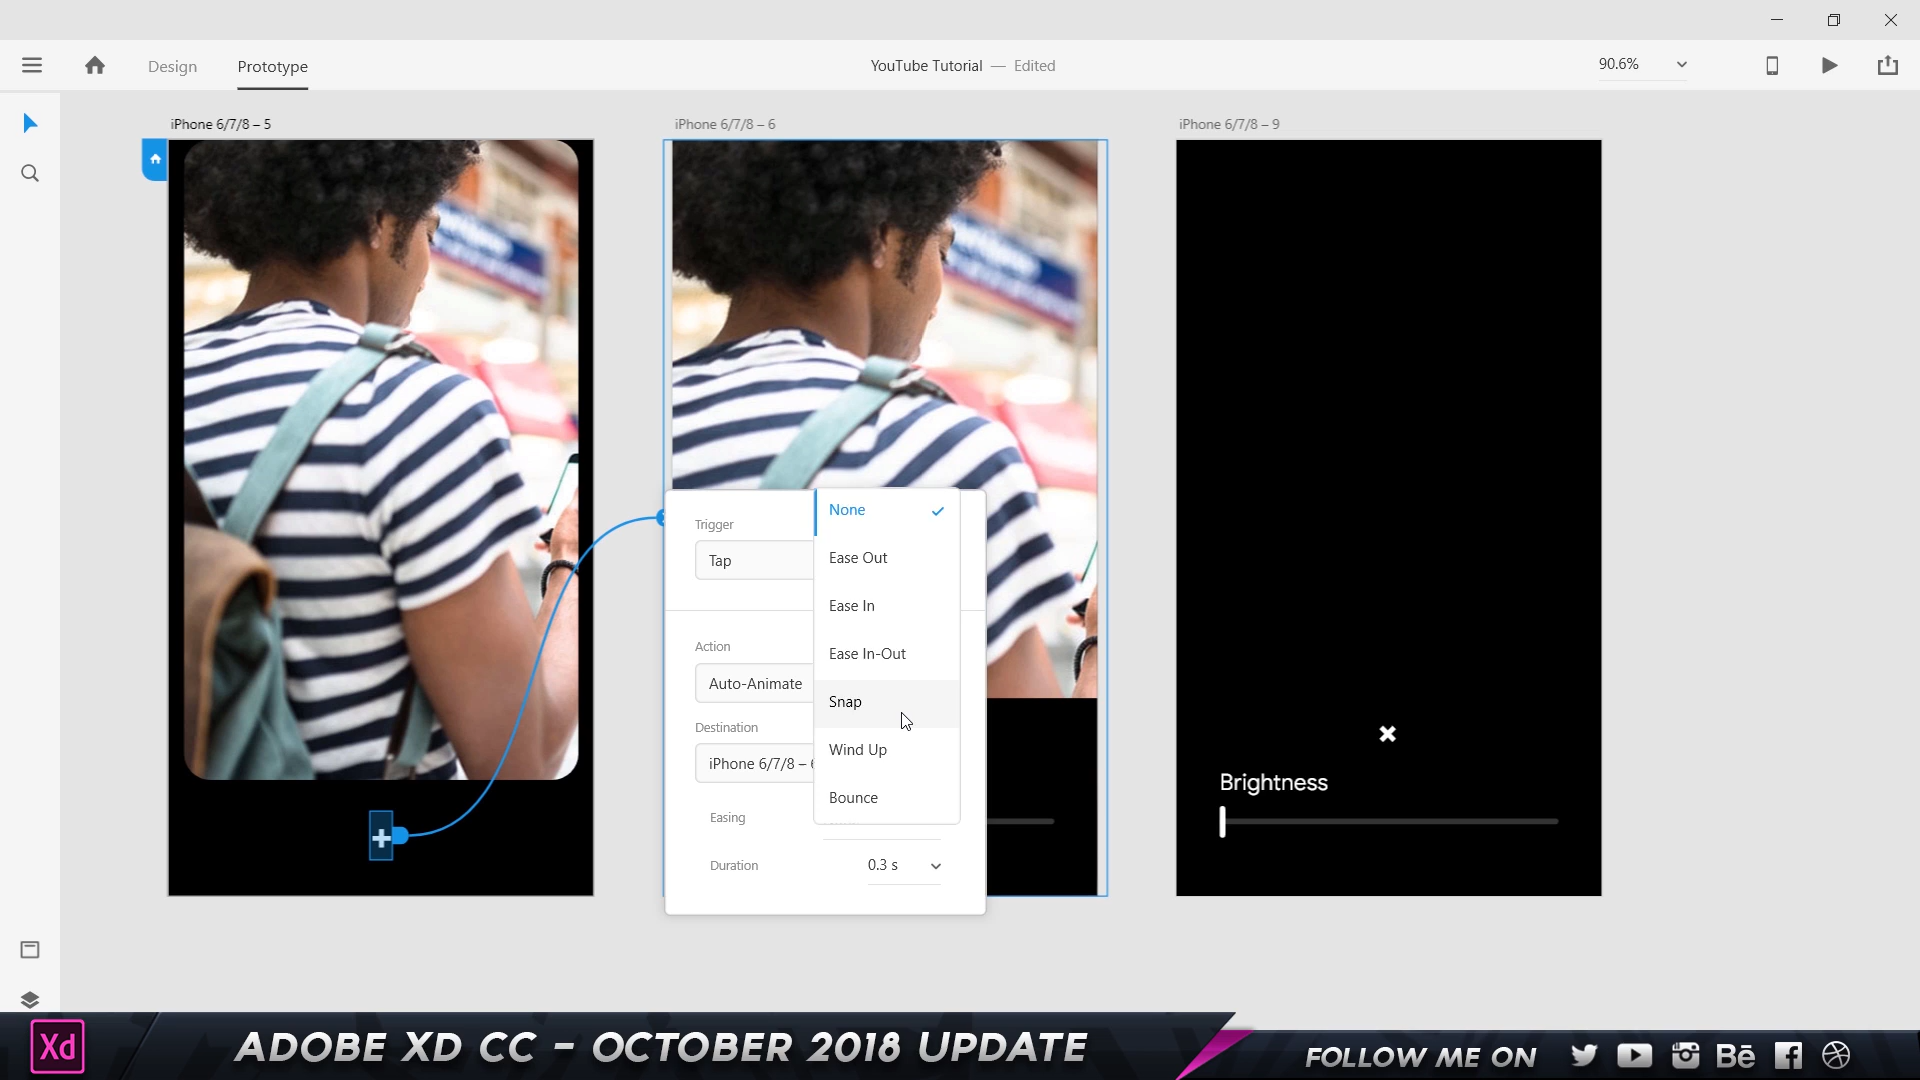 Design
Prototype
YouTube Tutorial — Edited
90.6%
iPhone 6/7/8 – 5
iPhone 6/7/8 – 6
iPhone 6/7/8 – 9
Trigger
Tap
Action
Auto-Animate
Destination
iPhone 6/7/8 –
Easing
Duration
0.3 s
None
Ease Out
Ease In
Ease In-Out
Snap
Wind Up
Bounce
Brightness
Xd
ADOBE XD CC - OCTOBER 2018 UPDATE
FOLLOW ME ON
Bē